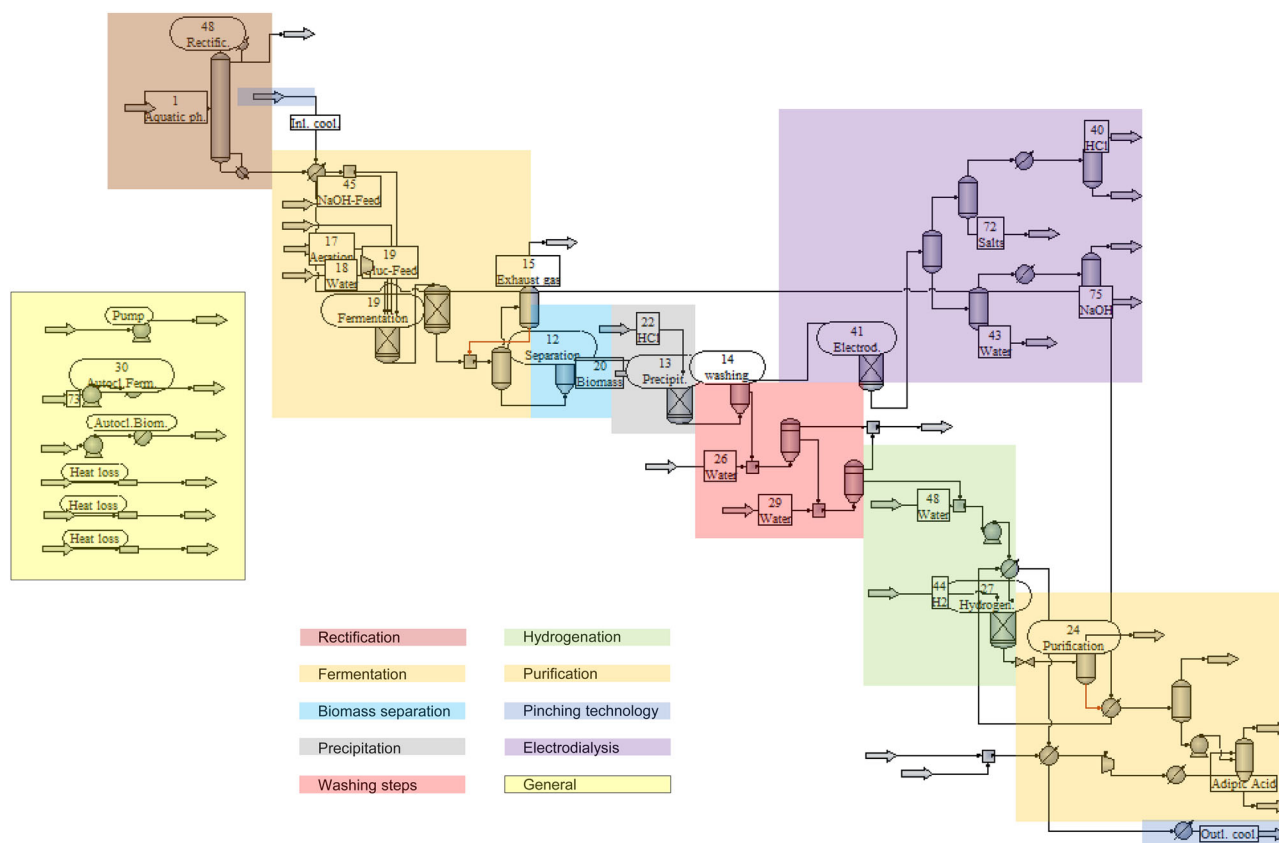 48
Rectific.
1
Aquatic ph.
Inl. cool.
45
NaOH-Feed
17
Aeration
18
Water
19
luc-Feed
19
Fermentation
15
Exhaust gas
12
Separation
20
Biomass
22
HCl
13
Precipit.
14
washing
41
Electrod.
40
HCl
72
Salts
75
NaOH
43
Water
Pump
30
Autocl.Ferm.
73
Autocl.Biom.
Heat loss
Heat loss
Heat loss
26
Water
29
Water
48
Water
44
H2
27
Hydrogen.
24
Purification
Adipic Acid
Outl. cool.
Rectification
Fermentation
Biomass separation
Precipitation
Washing steps
Hydrogenation
Purification
Pinching technology
Electrodialysis
General